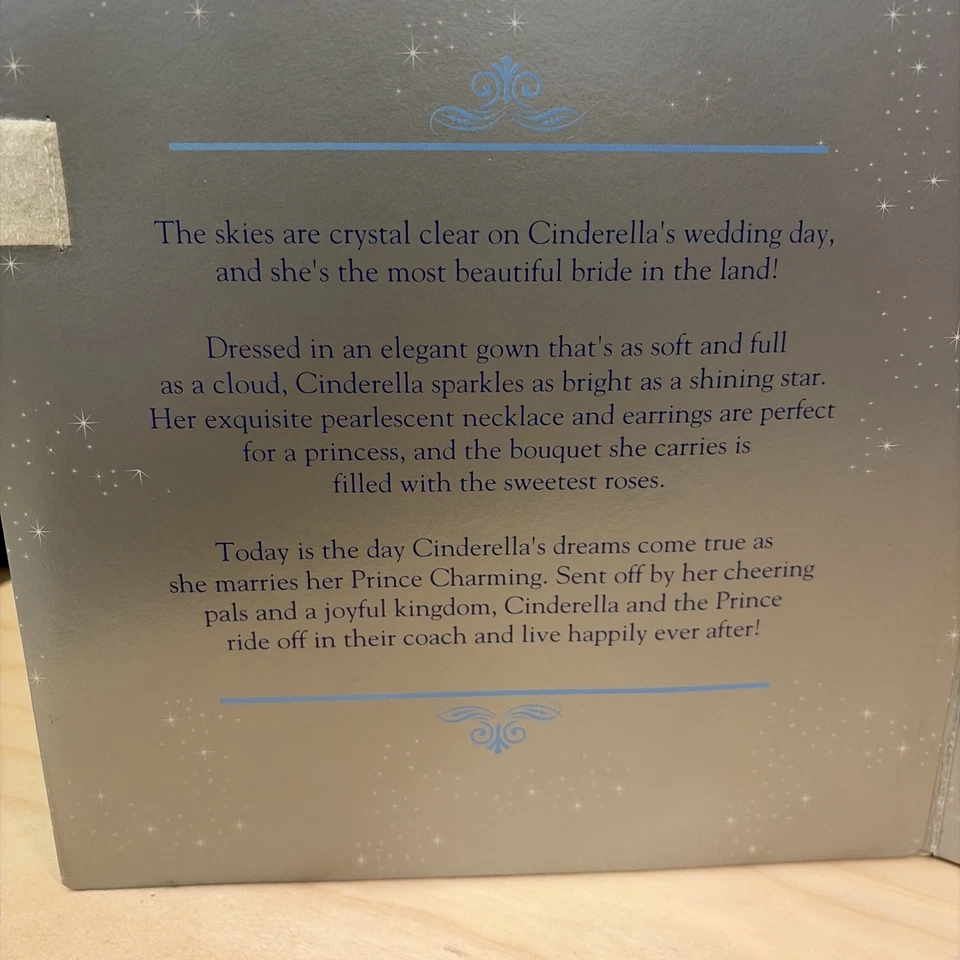 The skies are crystal clear on Cinderella's wedding day,
and she's the most beautiful bride in the land!
Dressed in an elegant gown that's as soft and full
as a cloud, Cinderella sparkles as bright as a shining star.
Her exquisite pearlescent necklace and earrings are perfect
for a princess, and the bouquet she carries is
filled with the sweetest roses.
Today is the day Cinderella's dreams come true as
she marries her Prince Charming. Sent off by her cheering
pals and a joyful kingdom, Cinderella and the Prince
ride off in their coach and live happily ever after!